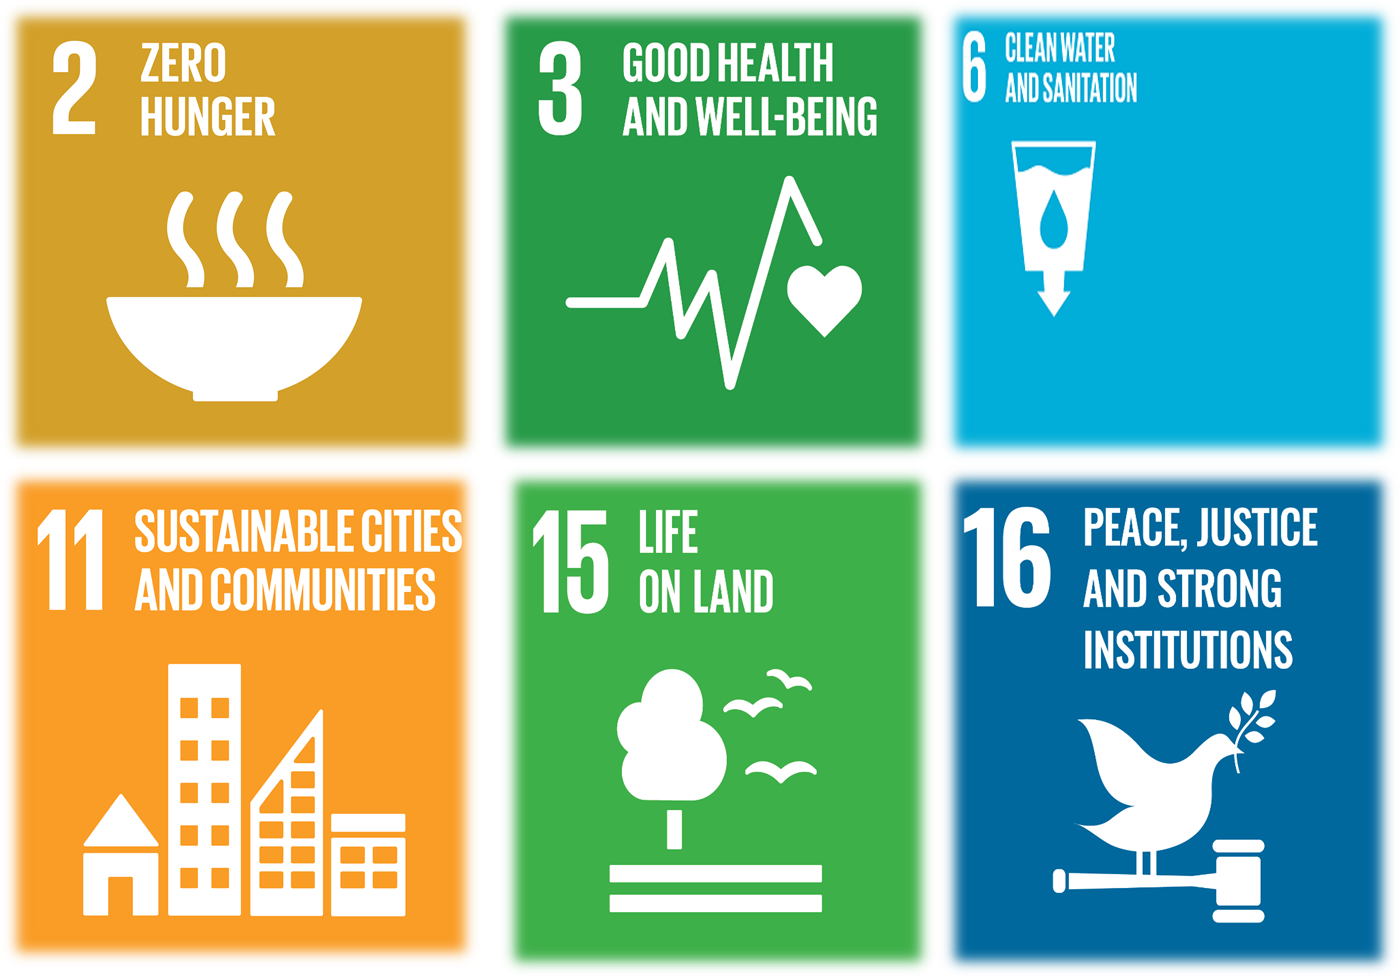 2
ZERO
HUNGER
3
GOOD HEALTH
AND WELL-BEING
6
CLEAN WATER
AND SANITATION
11
SUSTAINABLE CITIES
AND COMMUNITIES
15
LIFE
ON LAND
16
PEACE, JUSTICE
AND STRONG
INSTITUTIONS